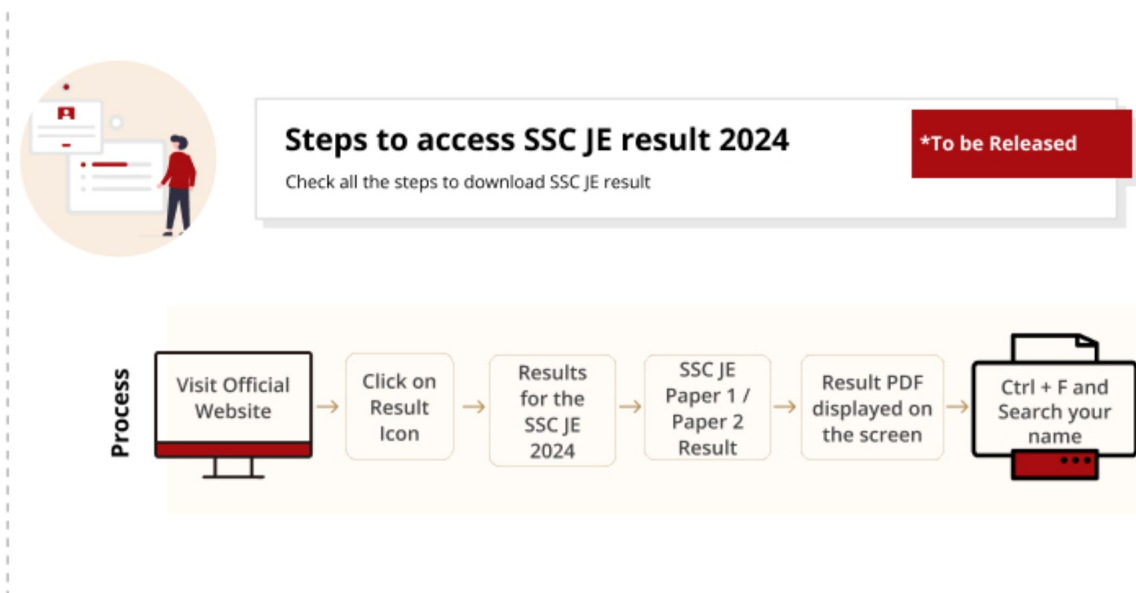 Steps to access SSC JE result 2024
*To be Released
Check all the steps to download SSC JE result
Process
Visit Official
Website
Click on
Result
Icon
Results
for the
SSC JE
2024
SSC JE
Paper 1 /
Paper 2
Result
Result PDF
displayed on
the screen
Ctrl + F and
Search your
name